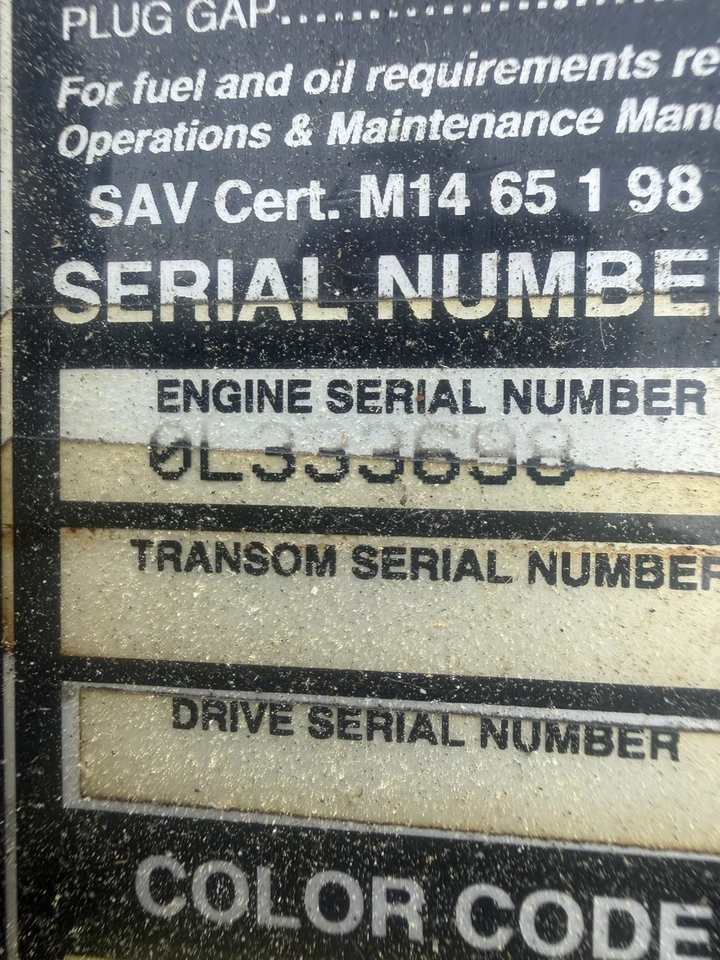 PLUG GAP....................
For fuel and oil requirements re
Operations & Maintenance Man
SAV Cert. M14 65 1 98
SERIAL NUMBE
ENGINE SERIAL NUMBER
0L333698
TRANSOM SERIAL NUMBER
DRIVE SERIAL NUMBER
COLOR CODE